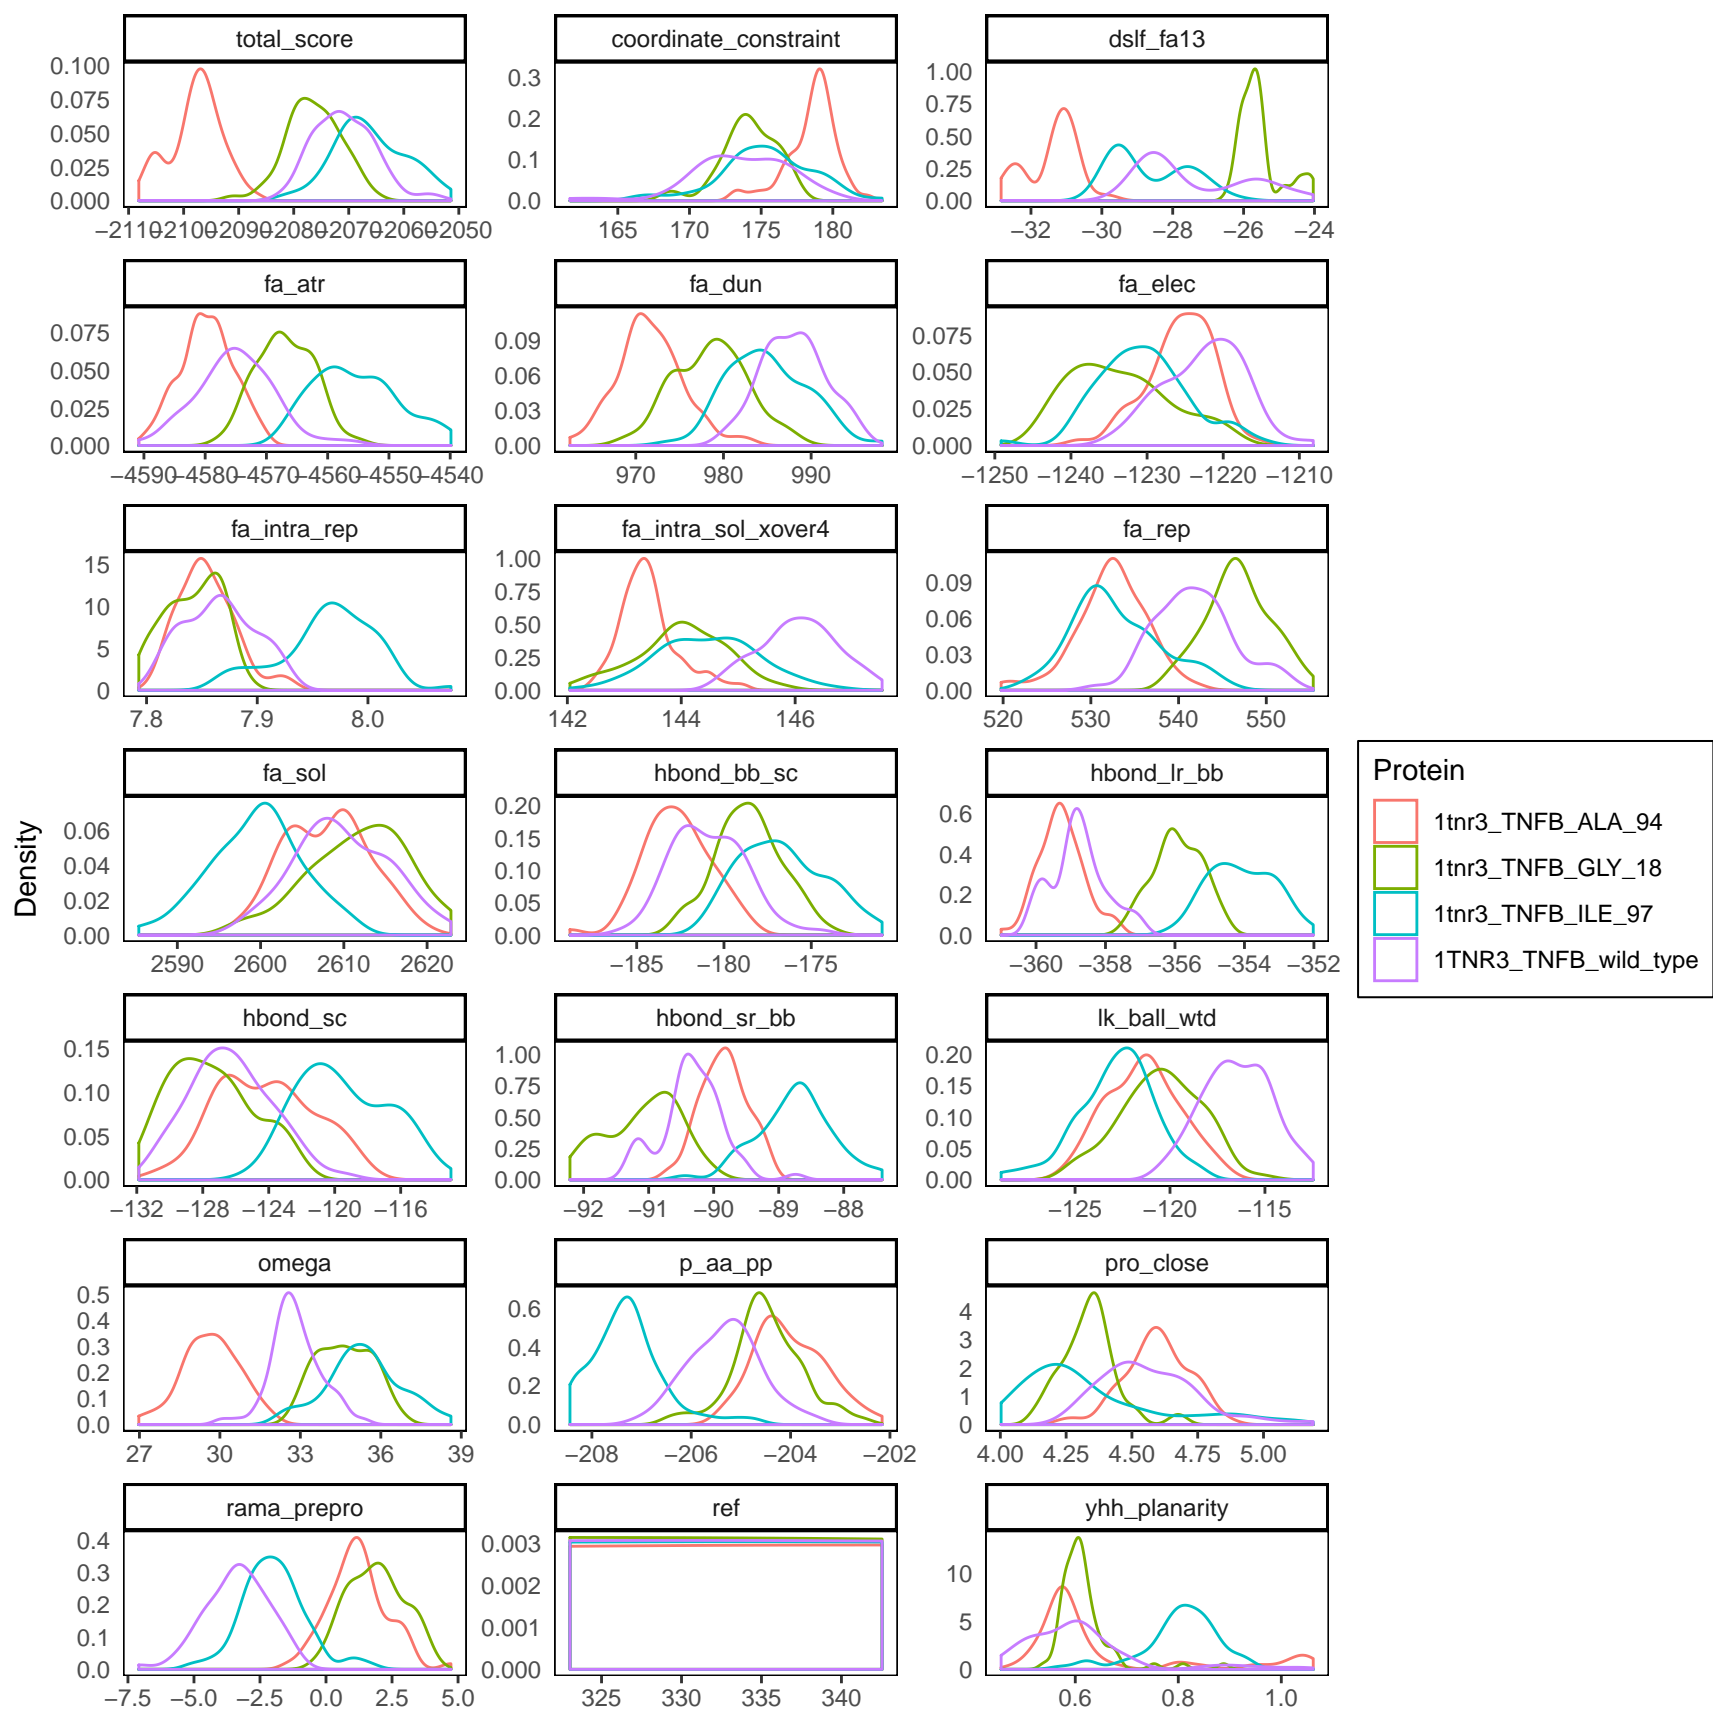 total_score coordinate_constraint dslf_fa13
0.100 0.075 0.050 0.025 0.000
0.3 0.2 0.1 0.0
1.00 0.75 0.50 0.25 0.00
−2110 −2100 −2090 −2080 −2070 −2060 −2050
165 170 175 180
−32 −30 −28 −26 −24
fa_atr fa_dun fa_elec
0.075 0.050 0.025 0.000
0.09 0.06 0.03 0.00
0.075 0.050 0.025 0.000
−4590 −4580 −4570 −4560 −4550 −4540
970 980 990
−1250 −1240 −1230 −1220 −1210
fa_intra_rep fa_intra_sol_xover4 fa_rep
15 10 5 0
1.00 0.75 0.50 0.25 0.00
0.09 0.06 0.03 0.00
7.8 7.9 8.0
142 144 146
520 530 540 550
fa_sol hbond_bb_sc hbond_lr_bb
0.06 0.04 0.02 0.00
0.20 0.15 0.10 0.05 0.00
0.6 0.4 0.2 0.0
2590 2600 2610 2620
−185 −180 −175
−360 −358 −356 −354 −352
hbond_sc hbond_sr_bb lk_ball_wtd
0.15 0.10 0.05 0.00
1.00 0.75 0.50 0.25 0.00
0.20 0.15 0.10 0.05 0.00
−132 −128 −124 −120 −116
−92 −91 −90 −89 −88
−125 −120 −115
omega p_aa_pp pro_close
0.5 0.4 0.3 0.2 0.1 0.0
0.6 0.4 0.2 0.0
4 3 2 1 0
27 30 33 36 39
−208 −206 −204 −202
4.00 4.25 4.50 4.75 5.00
rama_prepro ref yhh_planarity
0.4 0.3 0.2 0.1 0.0
0.003 0.002 0.001 0.000
10 5 0
−7.5 −5.0 −2.5 0.0 2.5 5.0
325 330 335 340
0.6 0.8 1.0
Density
Protein
1tnr3_TNFB_ALA_94
1tnr3_TNFB_GLY_18
1tnr3_TNFB_ILE_97
1TNR3_TNFB_wild_type